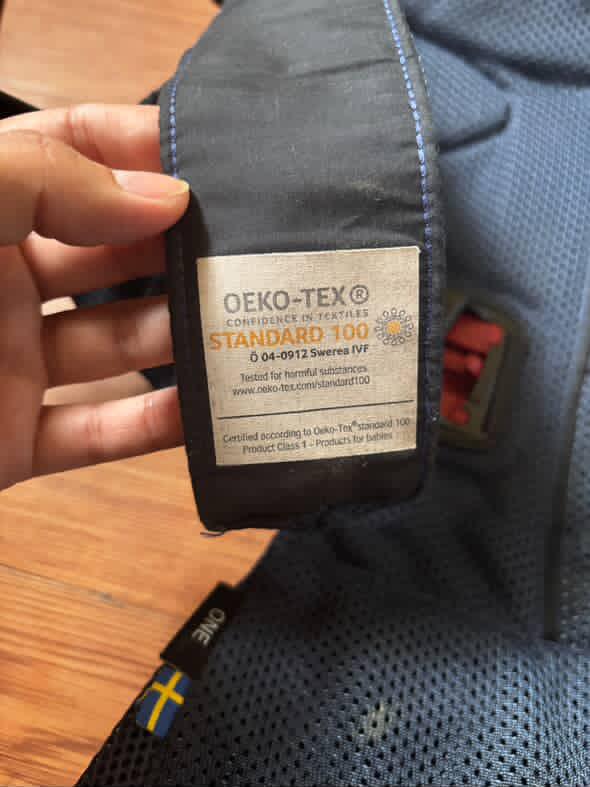 OEKO-TEX®
CONFIDENCE IN TEXTILES
STANDARD 100
Ö 04-0912 Swerea IVF
Tested for harmful substances
www.oeko-tex.com/standard100
Certified according to Oeko-Tex®standard 100
Product Class 1 - Products for babies
ONE